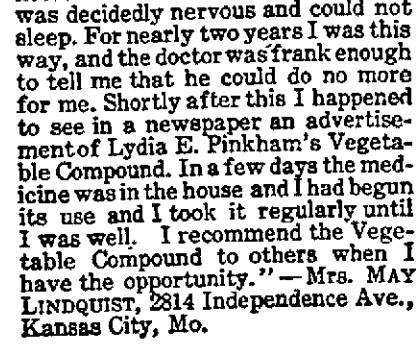 was decidedly nervous and could not
sleep. For nearly two years I was this
way, and the doctor was frank enough
to tell me that he could do no more
for me. Shortly after this I happened
to see in a newspaper an advertise-
ment of Lydia E. Pinkham's Vegeta-
ble Compound. In a few days the med-
icine was in the house and I had begun
its use and I took it regularly until
I was well. I recommend the Vege-
table Compound to others when I
have the opportunity."—Mrs. MAY
LINDQUIST, 2814 Independence Ave.,
Kansas City, Mo.